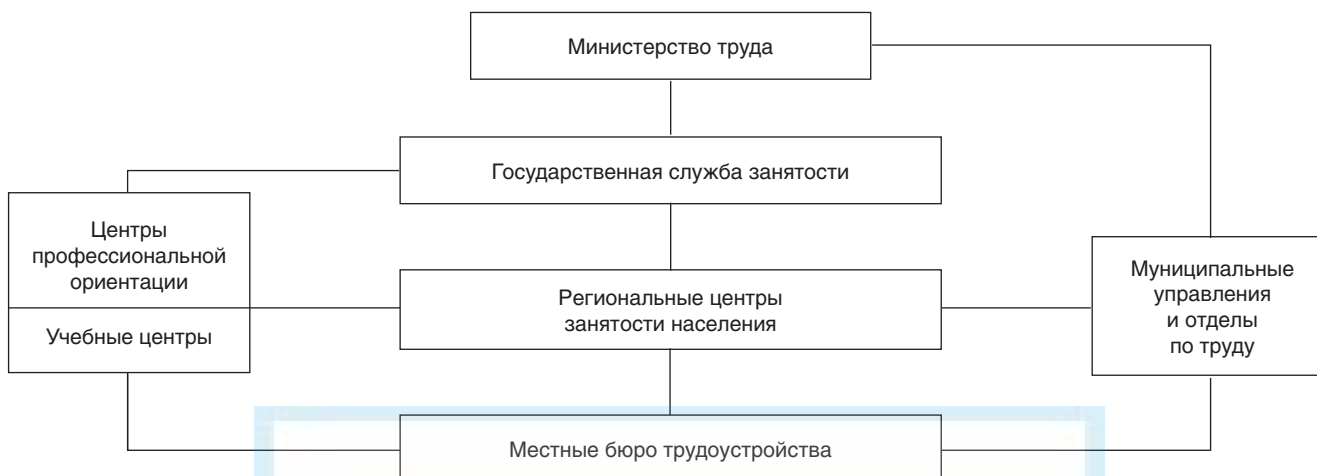 Министерство труда
Государственная служба занятости
Центры
профессиональной
ориентации
Учебные центры
Региональные центры
занятости населения
Муниципальные
управления
и отделы
по труду
Местные бюро трудоустройства